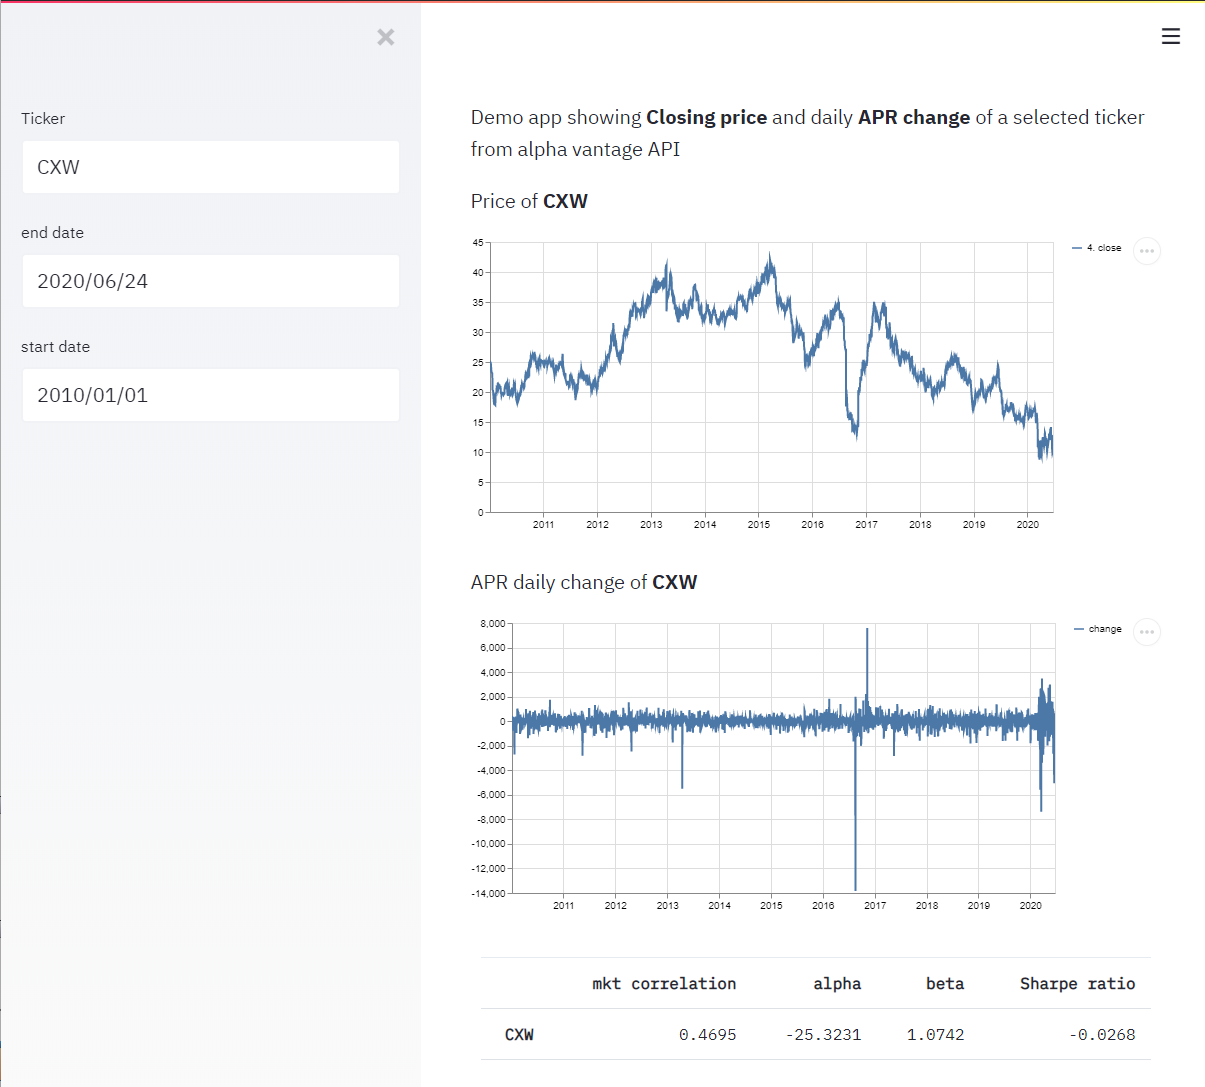 Ticker
CXW
end date
2020/06/24
start date
2010/01/01
Demo app showing Closing price and daily APR change of a selected ticker
from alpha vantage API
Price of CXW
4. close
45
40
35
30
25
20
15
10
5
0
2011 2012 2013 2014 2015 2016 2017 2018 2019 2020
APR daily change of CXW
change
8,000
6,000
4,000
2,000
0
-2,000
-4,000
-6,000
-8,000
-10,000
-12,000
-14,000
2011 2012 2013 2014 2015 2016 2017 2018 2019 2020
mkt correlation alpha beta Sharpe ratio
CXW 0.4695 -25.3231 1.0742 -0.0268